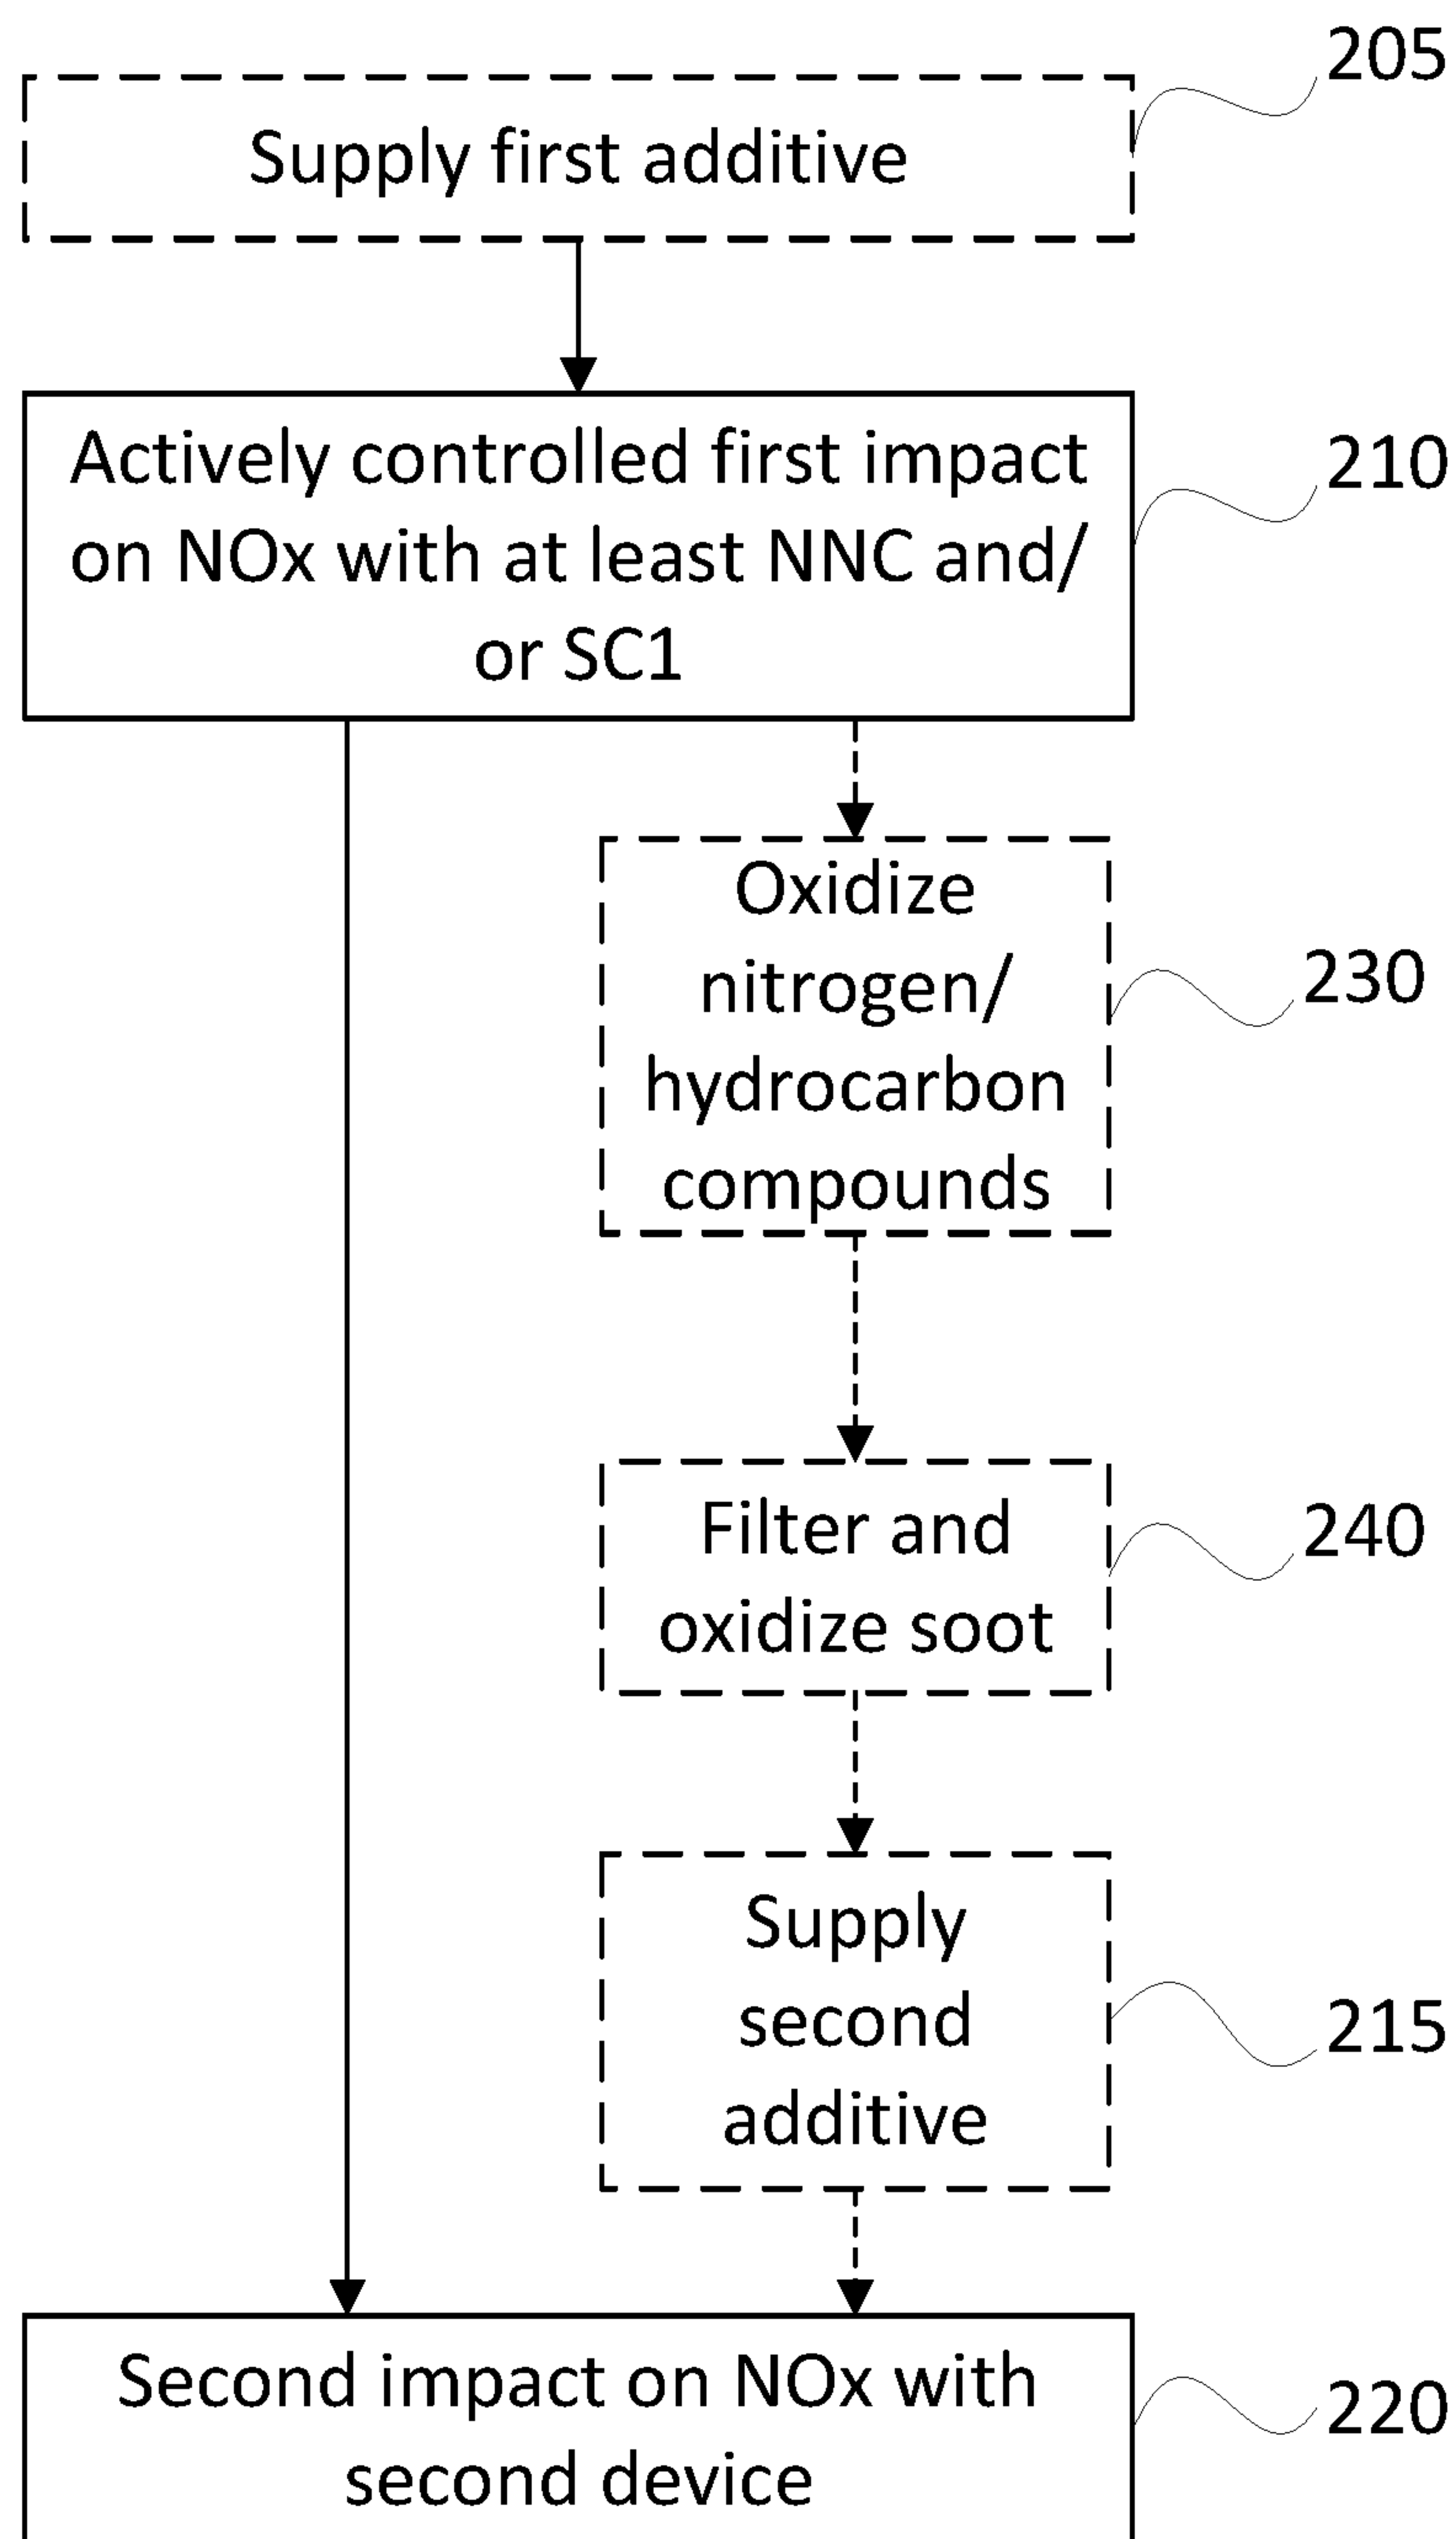 205
Supply first additive
Actively controlled first impact
on NOx with at least NNC and/
or SC1
210
Oxidize
nitrogen/
hydrocarbon
compounds
230
Filter and
oxidize soot
240
Supply
second
additive
215
Second impact on NOx with
second device
220